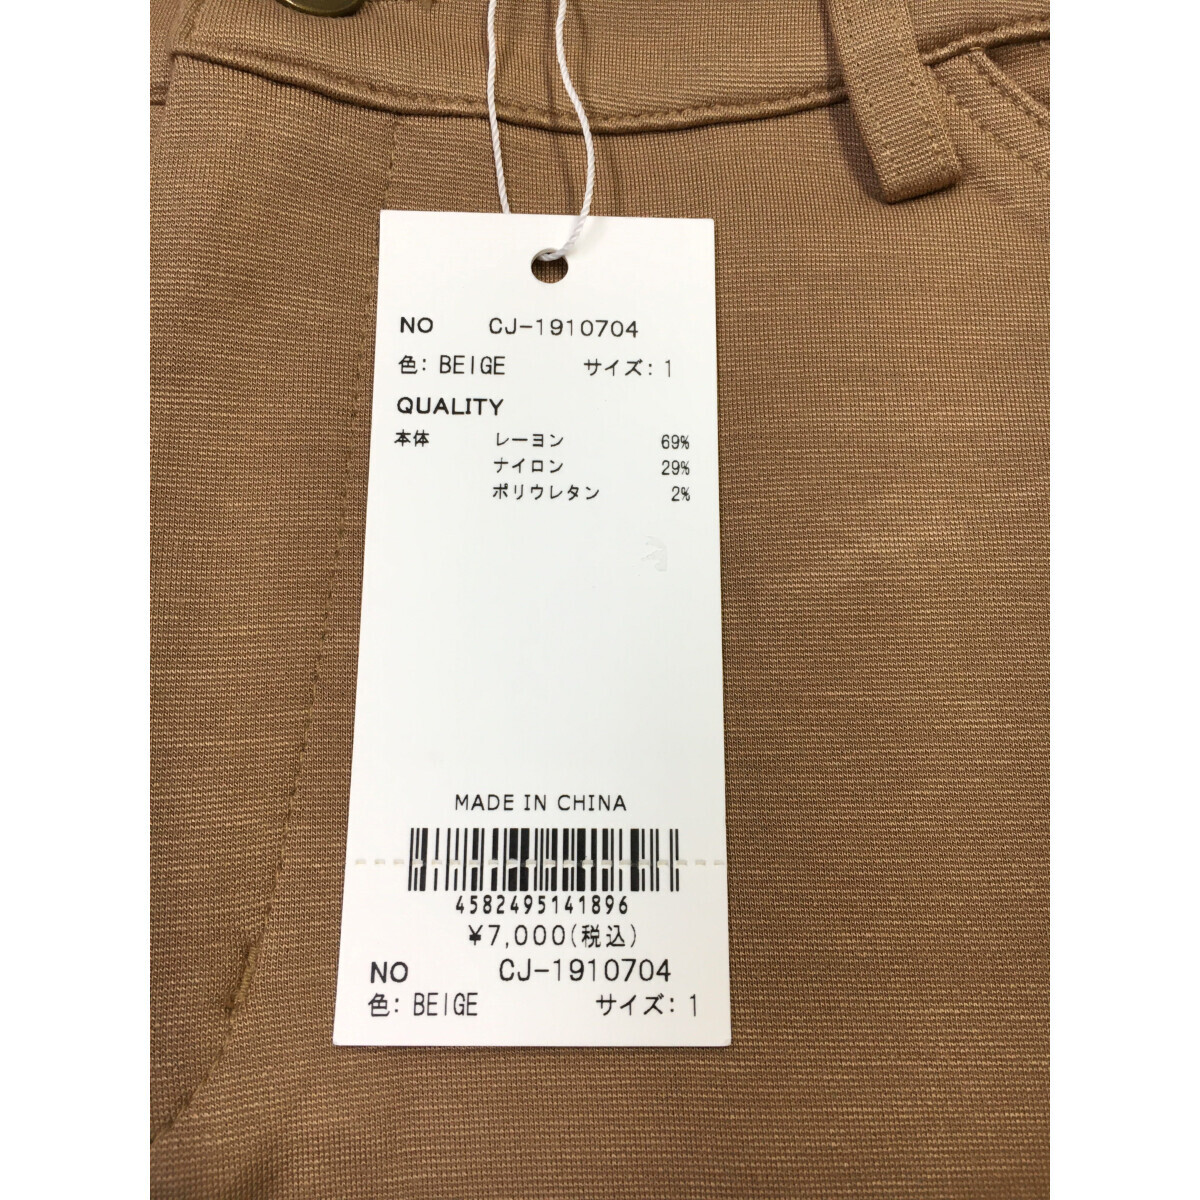 NO CJ-1910704
色: BEIGE サイズ: 1
QUALITY
本体 レーヨン 69%
ナイロン 29%
ポリウレタン 2%
MADE IN CHINA
4582495141896
¥7,000(税込)
NO CJ-1910704
色: BEIGE サイズ: 1